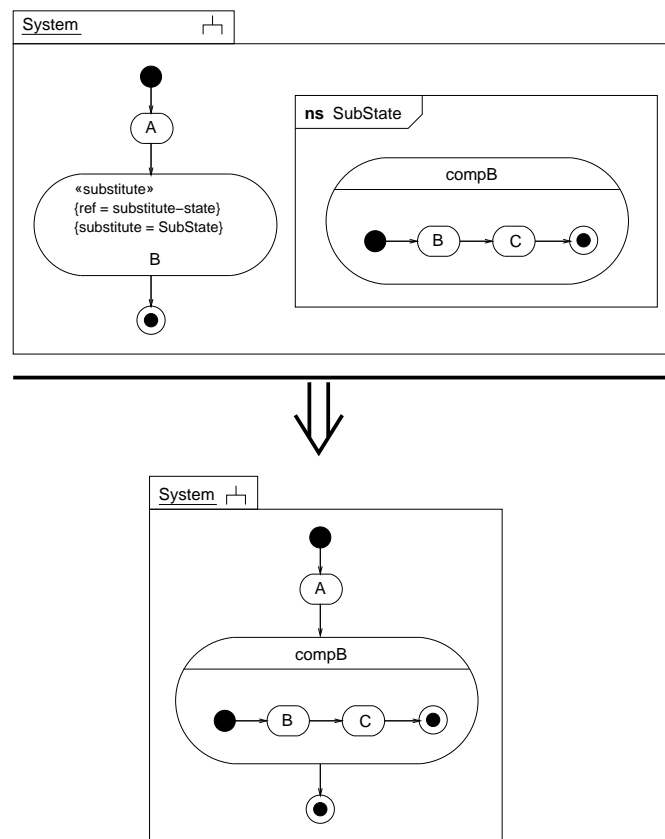 System
A
«substitute»
{ref = substitute−state}
{substitute = SubState}
B
ns SubState
compB
B
C
System
A
compB
B
C